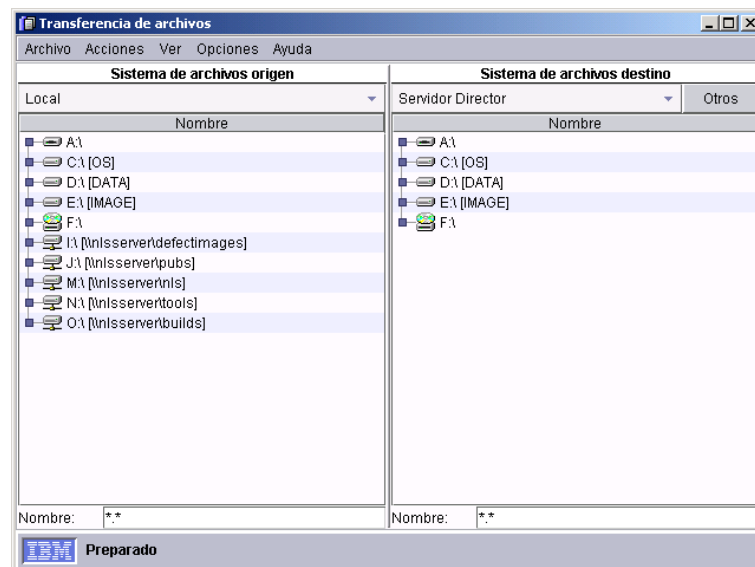 Transferencia de archivos
Archivo Acciones Ver Opciones Ayuda
Sistema de archivos origen
Local
Nombre
A:\
C:\ [OS]
D:\ [DATA]
E:\ [IMAGE]
F:\
I:\ [\\nlsserver\defectimages]
J:\ [\\nlsserver\pubs]
M:\ [\\nlsserver\nls]
N:\ [\\nlsserver\tools]
O:\ [\\nlsserver\builds]
Nombre: *.*
Sistema de archivos destino
Servidor Director Otros
Nombre
A:\
C:\ [OS]
D:\ [DATA]
E:\ [IMAGE]
F:\
Nombre: *.*
IBM Preparado